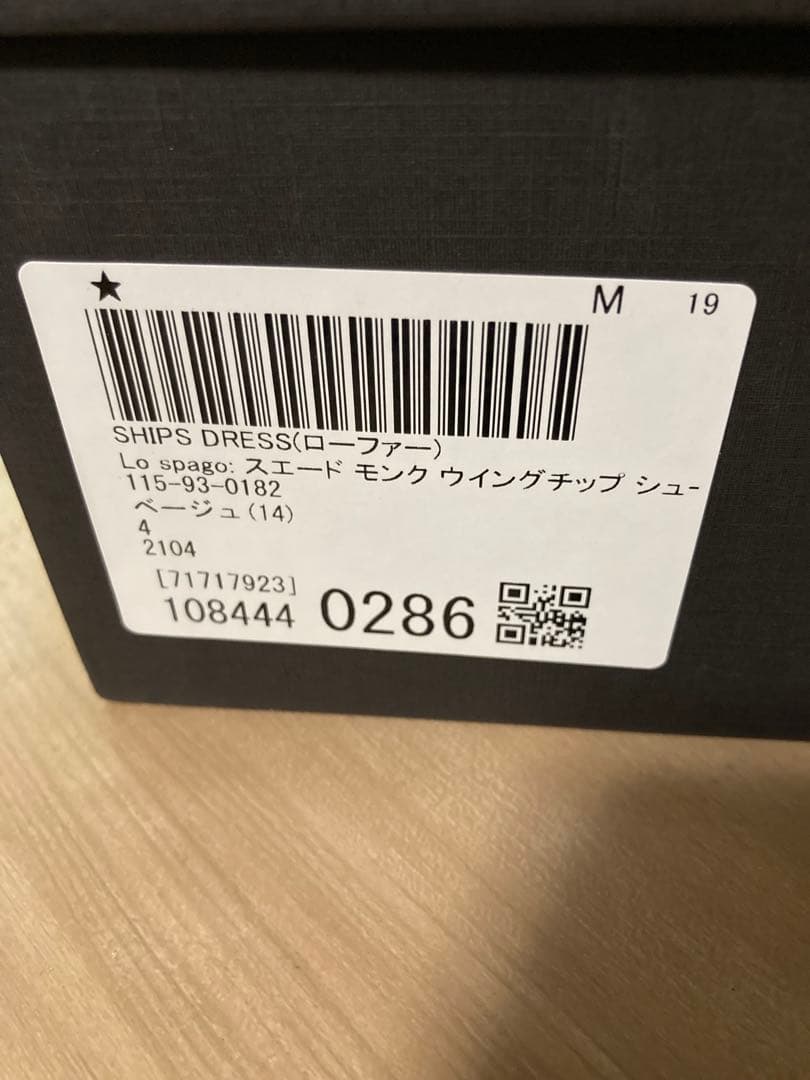 ★ M 19
SHIPS DRESS(ローファー)
Lo spago: スエード モンク ウイングチップ シュー
115-93-0182
ベージュ(14)
4
2104
[71717923]
108444 0286